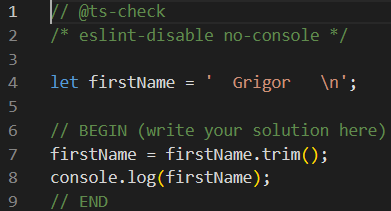 1 // @ts-check
2 /* eslint-disable no-console */
3
4 let firstName = '  Grigor   \n';
5
6 // BEGIN (write your solution here)
7 firstName = firstName.trim();
8 console.log(firstName);
9 // END